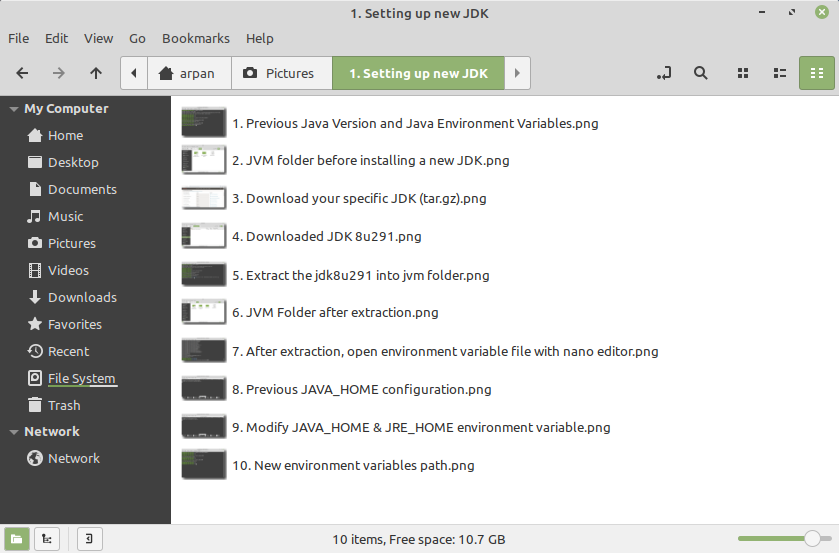 1. Setting up new JDK
File Edit View Go Bookmarks Help
arpan Pictures 1. Setting up new JDK
My Computer
Home
Desktop
Documents
Music
Pictures
Videos
Downloads
Favorites
Recent
File System
Trash
Network
Network
1. Previous Java Version and Java Environment Variables.png
2. JVM folder before installing a new JDK.png
3. Download your specific JDK (tar.gz).png
4. Downloaded JDK 8u291.png
5. Extract the jdk8u291 into jvm folder.png
6. JVM Folder after extraction.png
7. After extraction, open environment variable file with nano editor.png
8. Previous JAVA_HOME configuration.png
9. Modify JAVA_HOME & JRE_HOME environment variable.png
10. New environment variables path.png
10 items, Free space: 10.7 GB